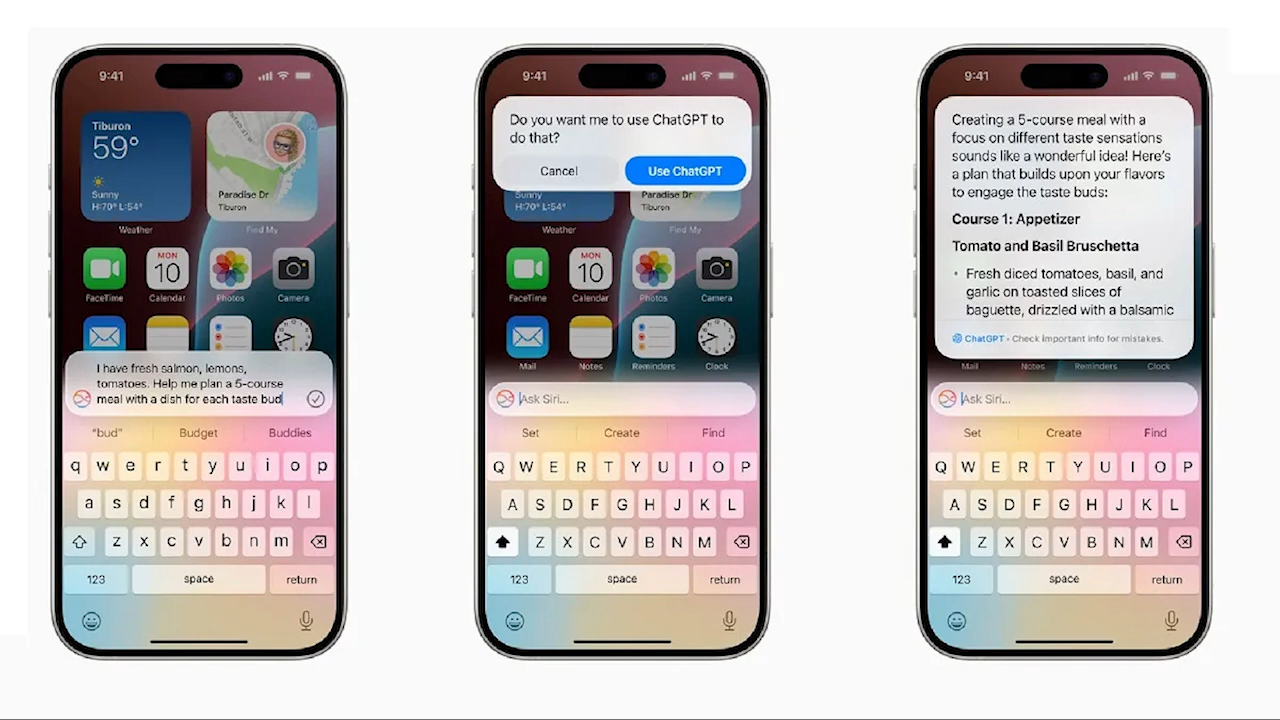 9:41
Tiburon
59°
Sunny
H:70° L:54°
Weather
Paradise Dr
Tiburon
Find My
FaceTime
MON
10
Calendar
Photos
Camera
I have fresh salmon, lemons,
tomatoes. Help me plan a 5-course
meal with a dish for each taste bud
"bud" Budget Buddies
q w e r t y u i o p
a s d f g h j k l
z x c v b n m
123 space return
9:41
Do you want me to use ChatGPT to
do that?
Cancel Use ChatGPT
Sunny
H:70° L:54°
Weather
Paradise Dr
Tiburon
Find My
FaceTime
MON
10
Calendar
Photos
Camera
Mail Notes Reminders Clock
Ask Siri...
Set Create Find
Q W E R T Y U I O P
A S D F G H J K L
Z X C V B N M
123 space return
9:41
Creating a 5-course meal with a
focus on different taste sensations
sounds like a wonderful idea! Here's
a plan that builds upon your flavors
to engage the taste buds:
Course 1: Appetizer
Tomato and Basil Bruschetta
• Fresh diced tomatoes, basil, and
garlic on toasted slices of
baguette, drizzled with a balsamic
ChatGPT • Check important info for mistakes.
Mail Notes Reminders Clock
Ask Siri...
Set Create Find
Q W E R T Y U I O P
A S D F G H J K L
Z X C V B N M
123 space return